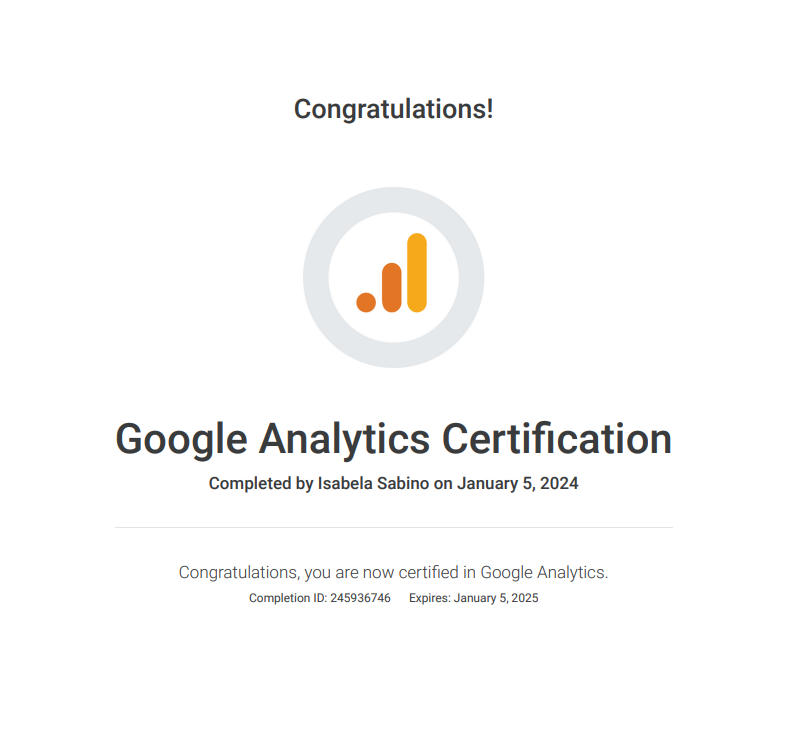 Congratulations!
Google Analytics Certification
Completed by Isabela Sabino on January 5, 2024
Congratulations, you are now certified in Google Analytics.
Completion ID: 245936746 Expires: January 5, 2025